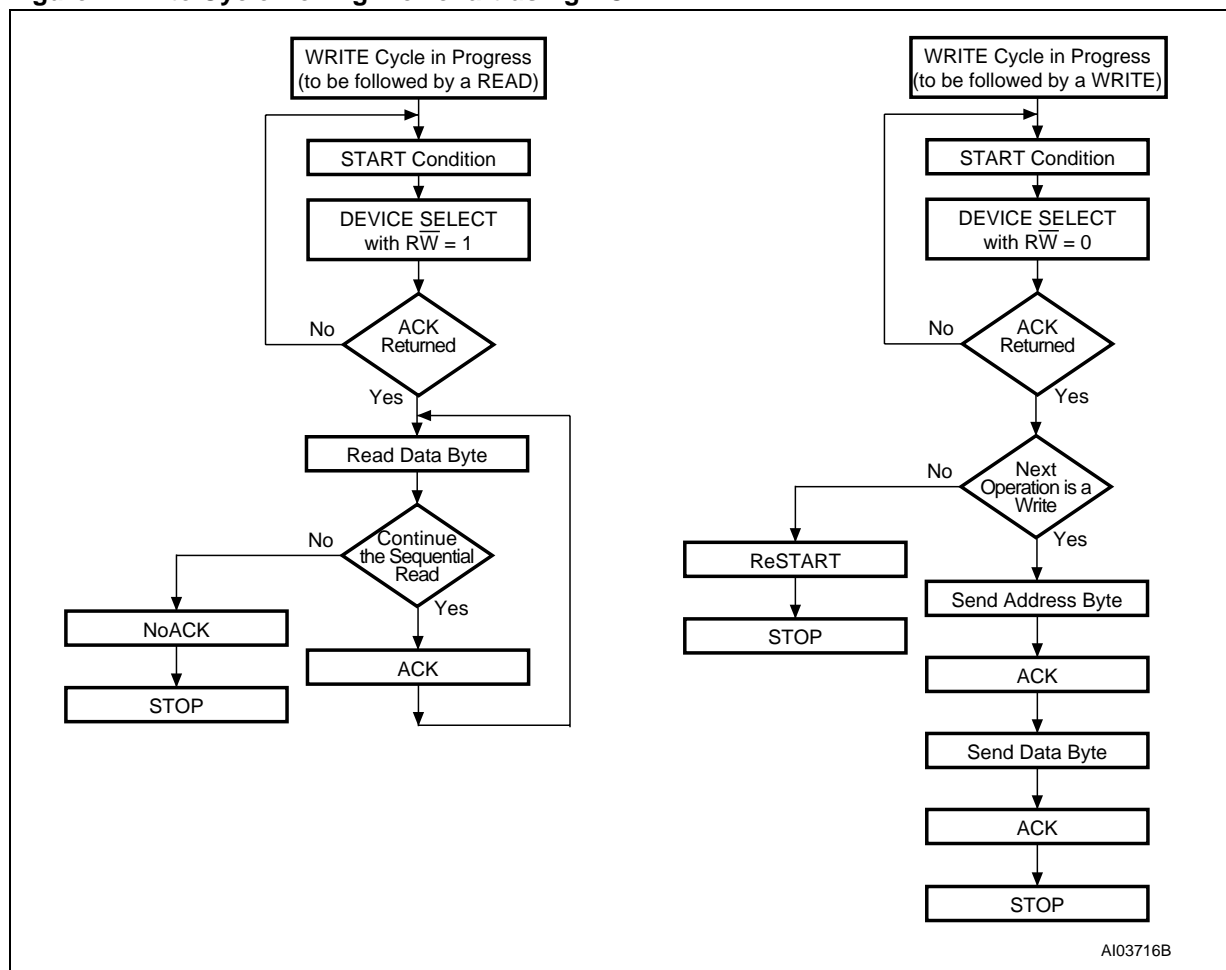 WRITE Cycle in Progress
(to be followed by a READ)
START Condition
DEVICE SELECT
with RW̅ = 1
ACK
Returned
No
Yes
Read Data Byte
Continue
the Sequential
Read
No
Yes
NoACK
STOP
ACK
WRITE Cycle in Progress
(to be followed by a WRITE)
START Condition
DEVICE SELECT
with RW̅ = 0
ACK
Returned
No
Yes
Next
Operation is a
Write
No
Yes
ReSTART
STOP
Send Address Byte
ACK
Send Data Byte
ACK
STOP
AI03716B